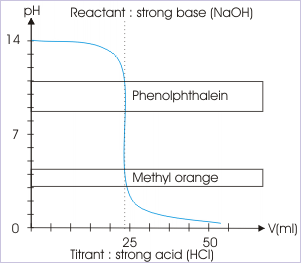 pH
Reactant : strong base (NaOH)
14
Phenolphthalein
7
Methyl orange
0
25
50
V(ml)
Titrant : strong acid (HCl)